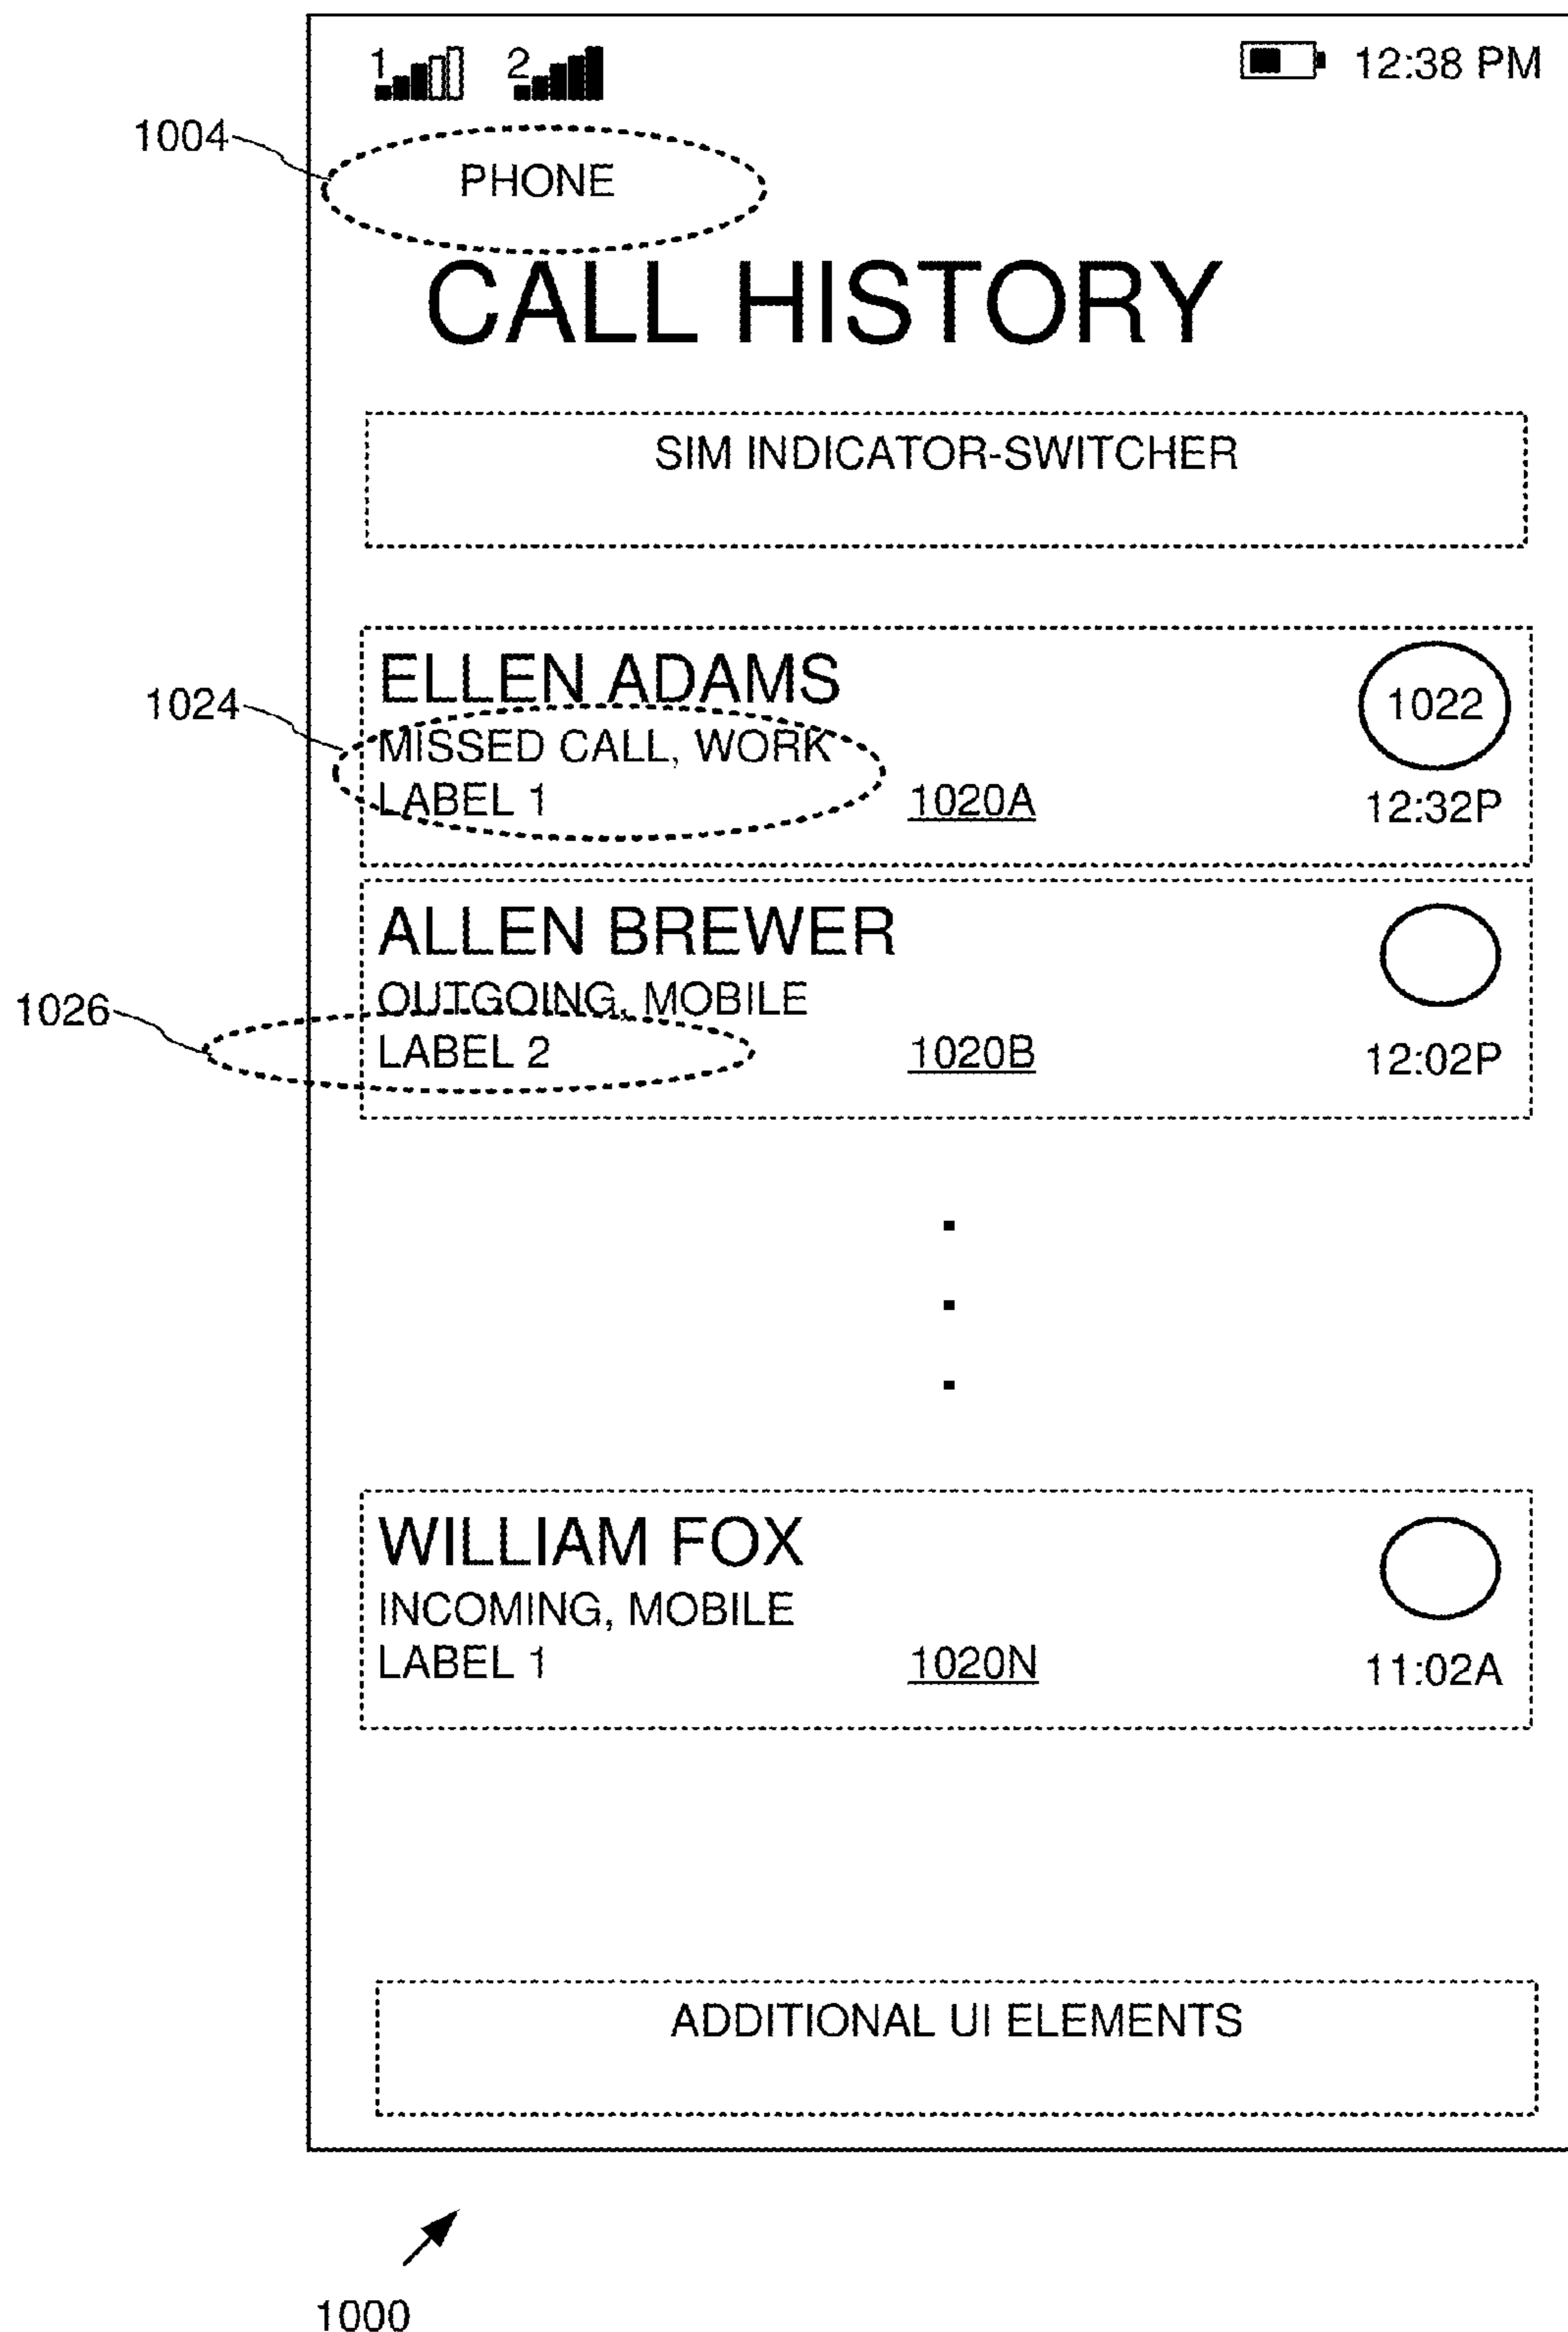 1 2 12:38 PM
1004
PHONE
CALL HISTORY
SIM INDICATOR-SWITCHER
ELLEN ADAMS
1022
1024
MISSED CALL, WORK
LABEL 1 1020A 12:32P
ALLEN BREWER
OUTGOING, MOBILE
1026
LABEL 2 1020B 12:02P
WILLIAM FOX
INCOMING, MOBILE
LABEL 1 1020N 11:02A
ADDITIONAL UI ELEMENTS
1000